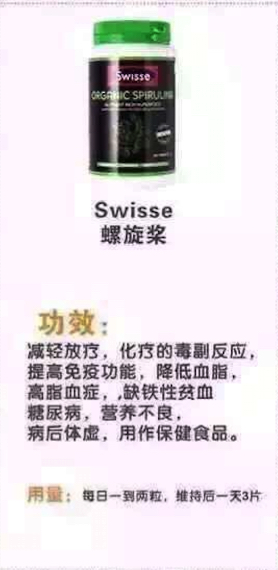 Swisse
ORGANIC SPIRULINA
Swisse
螺旋桨
功效：
减轻放疗，化疗的毒副反应，
提高免疫功能，降低血脂，
高脂血症，,缺铁性贫血
糖尿病，营养不良，
病后体虚，用作保健食品。
用量：每日一到两粒，维持后一天3片